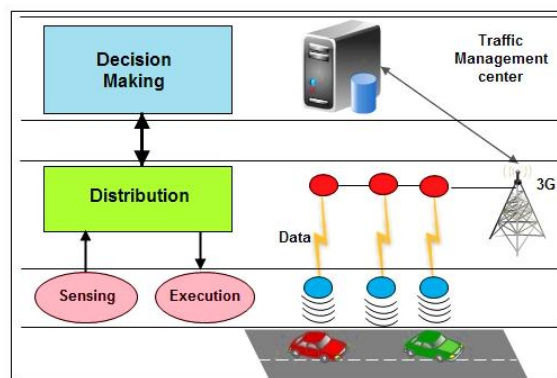 Decision
Making
Traffic
Management
center
Distribution
3G
Data
Sensing
Execution